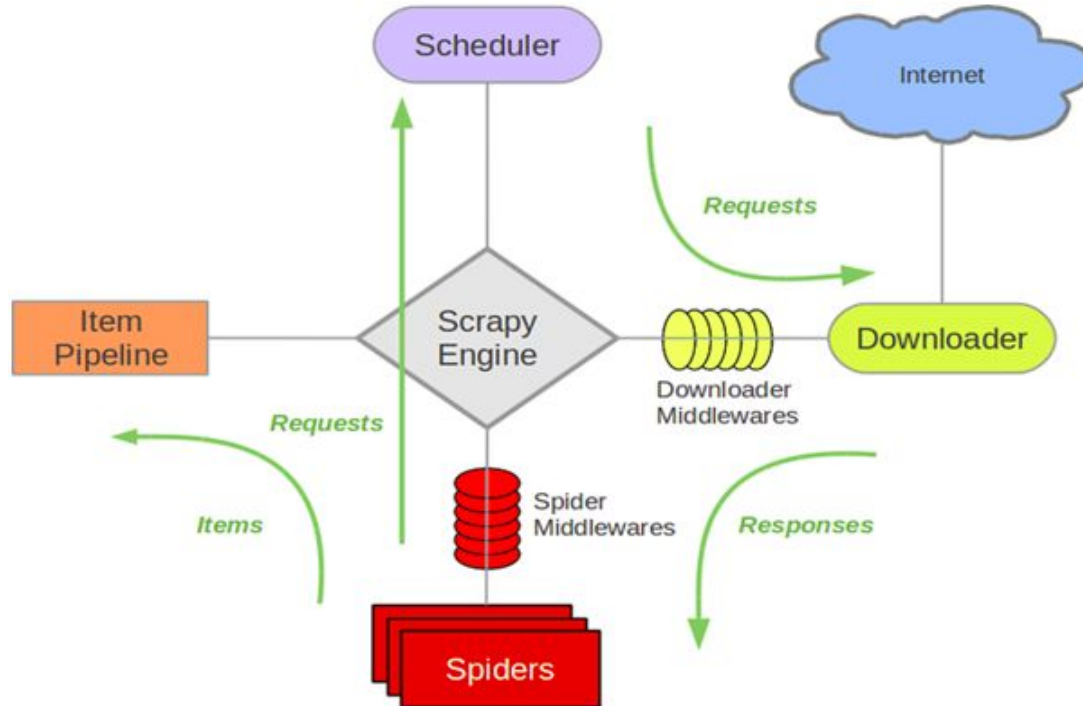 Scheduler
Internet
Requests
Item
Pipeline
Scrapy
Engine
Downloader
Downloader
Middlewares
Requests
Items
Spider
Middlewares
Responses
Spiders